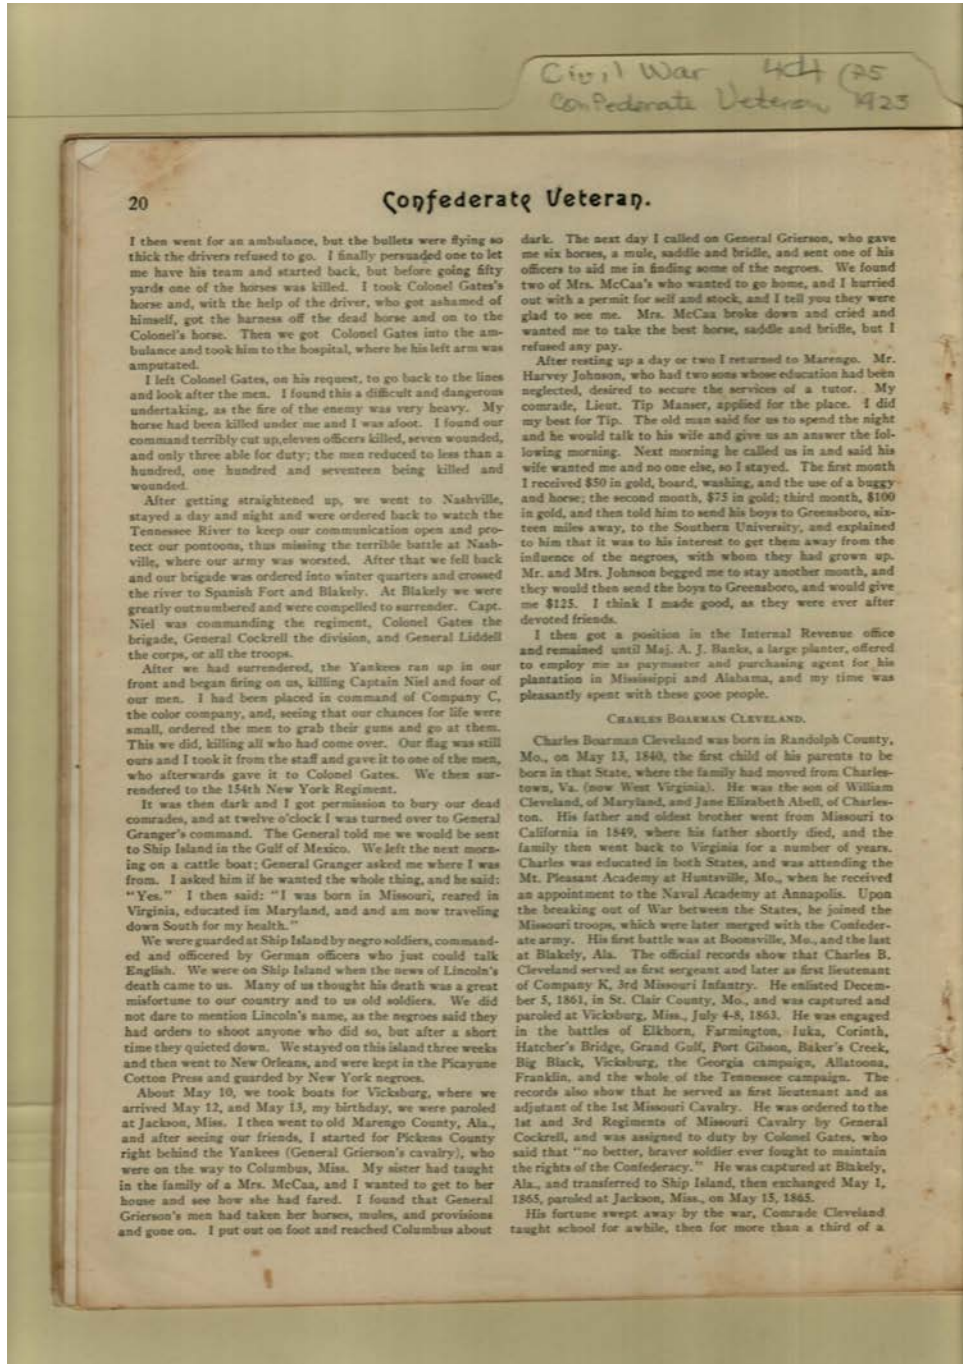 Civil War 44 (25
Confederate Veteran 1923
20
Confederate Veteran.
I then went for an ambulance, but the bullets were flying so
thick the drivers refused to go. I finally persuaded one to let
me have his team and started back, but before going fifty
yards one of the horses was killed. I took Colonel Gates's
horse and, with the help of the driver, who got ashamed of
himself, got the harness off the dead horse and on to the
Colonel's horse. Then we got Colonel Gates into the am-
bulance and took him to the hospital, where he his left arm was
amputated.
I left Colonel Gates, on his request, to go back to the lines
and look after the men. I found this a difficult and dangerous
undertaking, as the fire of the enemy was very heavy. My
horse had been killed under me and I was afoot. I found our
command terribly cut up,eleven officers killed, seven wounded,
and only three able for duty; the men reduced to less than a
hundred, one hundred and seventeen being killed and
wounded.
After getting straightened up, we went to Nashville,
stayed a day and night and were ordered back to watch the
Tennessee River to keep our communication open and pro-
tect our pontoons, thus missing the terrible battle at Nash-
ville, where our army was worsted. After that we fell back
and our brigade was ordered into winter quarters and crossed
the river to Spanish Fort and Blakely. At Blakely we were
greatly outnumbered and were compelled to surrender. Capt.
Niel was commanding the regiment, Colonel Gates the
brigade, General Cockrell the division, and General Liddell
the corps, or all the troops.
After we had surrendered, the Yankees ran up in our
front and began firing on us, killing Captain Niel and four of
our men. I had been placed in command of Company C,
the color company, and, seeing that our chances for life were
small, ordered the men to grab their guns and go at them.
This we did, killing all who had come over. Our flag was still
ours and I took it from the staff and gave it to one of the men,
who afterwards gave it to Colonel Gates. We then sur-
rendered to the 154th New York Regiment.
It was then dark and I got permission to bury our dead
comrades, and at twelve o'clock I was turned over to General
Granger's command. The General told me we would be sent
to Ship Island in the Gulf of Mexico. We left the next morn-
ing on a cattle boat; General Granger asked me where I was
from. I asked him if he wanted the whole thing, and he said:
"Yes." I then said: "I was born in Missouri, reared in
Virginia, educated im Maryland, and and am now traveling
down South for my health."
We were guarded at Ship Island by negro soldiers, command-
ed and officered by German officers who just could talk
English. We were on Ship Island when the news of Lincoln's
death came to us. Many of us thought his death was a great
misfortune to our country and to us old soldiers. We did
not dare to mention Lincoln's name, as the negroes said they
had orders to shoot anyone who did so, but after a short
time they quieted down. We stayed on this island three weeks
and then went to New Orleans, and were kept in the Picayune
Cotton Press and guarded by New York negroes.
About May 10, we took boats for Vicksburg, where we
arrived May 12, and May 13, my birthday, we were paroled
at Jackson, Miss. I then went to old Marengo County, Ala.,
and after seeing our friends, I started for Pickens County
right behind the Yankees (General Grierson's cavalry), who
were on the way to Columbus, Miss. My sister had taught
in the family of a Mrs. McCaa, and I wanted to get to her
house and see how she had fared. I found that General
Grierson's men had taken her horses, mules, and provisions
and gone on. I put out on foot and reached Columbus about
dark. The next day I called on General Grierson, who gave
me six horses, a mule, saddle and bridle, and sent one of his
officers to aid me in finding some of the negroes. We found
two of Mrs. McCaa's who wanted to go home, and I hurried
out with a permit for self and stock, and I tell you they were
glad to see me. Mrs. McCaa broke down and cried and
wanted me to take the best horse, saddle and bridle, but I
refused any pay.
After resting up a day or two I returned to Marengo. Mr.
Harvey Johnson, who had two sons whose education had been
neglected, desired to secure the services of a tutor. My
comrade, Lieut. Tip Manser, applied for the place. I did
my best for Tip. The old man said for us to spend the night
and he would talk to his wife and give us an answer the fol-
lowing morning. Next morning he called us in and said his
wife wanted me and no one else, so I stayed. The first month
I received $50 in gold, board, washing, and the use of a buggy
and horse; the second month, $75 in gold; third month, $100
in gold, and then told him to send his boys to Greensboro, six-
teen miles away, to the Southern University, and explained
to him that it was to his interest to get them away from the
influence of the negroes, with whom they had grown up.
Mr. and Mrs. Johnson begged me to stay another month, and
they would then send the boys to Greensboro, and would give
me $125. I think I made good, as they were ever after
devoted friends.
I then got a position in the Internal Revenue office
and remained until Maj. A. J. Banks, a large planter, offered
to employ me as paymaster and purchasing agent for his
plantation in Mississippi and Alabama, and my time was
pleasantly spent with these gooe people.
CHARLES BOARMAN CLEVELAND.
Charles Boarman Cleveland was born in Randolph County,
Mo., on May 13, 1840, the first child of his parents to be
born in that State, where the family had moved from Charles-
town, Va. (now West Virginia). He was the son of William
Cleveland, of Maryland, and Jane Elizabeth Abell, of Charles-
ton. His father and oldest brother went from Missouri to
California in 1849, where his father shortly died, and the
family then went back to Virginia for a number of years.
Charles was educated in both States, and was attending the
Mt. Pleasant Academy at Huntsville, Mo., when he received
an appointment to the Naval Academy at Annapolis. Upon
the breaking out of War between the States, he joined the
Missouri troops, which were later merged with the Confeder-
ate army. His first battle was at Boonsville, Mo., and the last
at Blakely, Ala. The official records show that Charles B.
Cleveland served as first sergeant and later as first lieutenant
of Company K, 3rd Missouri Infantry. He enlisted Decem-
ber 5, 1861, in St. Clair County, Mo., and was captured and
paroled at Vicksburg, Miss., July 4-8, 1863. He was engaged
in the battles of Elkhorn, Farmington, Iuka, Corinth,
Hatcher's Bridge, Grand Gulf, Port Gibson, Baker's Creek,
Big Black, Vicksburg, the Georgia campaign, Allatoona,
Franklin, and the whole of the Tennessee campaign. The
records also show that he served as first lieutenant and as
adjutant of the 1st Missouri Cavalry. He was ordered to the
1st and 3rd Regiments of Missouri Cavalry by General
Cockrell, and was assigned to duty by Colonel Gates, who
said that "no better, braver soldier ever fought to maintain
the rights of the Confederacy." He was captured at Blakely,
Ala., and transferred to Ship Island, then exchanged May 1,
1865, paroled at Jackson, Miss., on May 15, 1865.
His fortune swept away by the war, Comrade Cleveland
taught school for awhile, then for more than a third of a